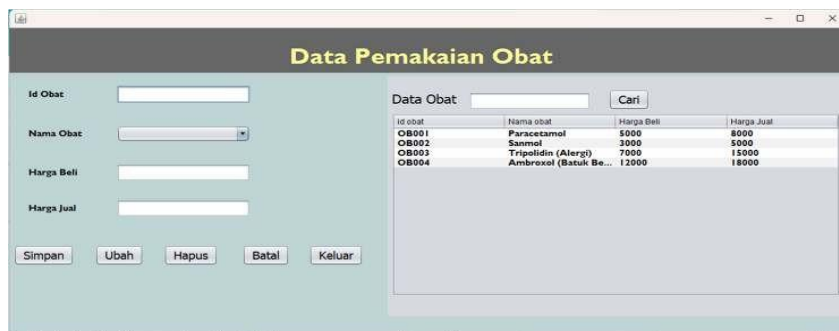 Data Pemakaian Obat
Id Obat
Nama Obat
Harga Beli
Harga Jual
Simpan Ubah Hapus Batal Keluar
Data Obat Cari
Id obat Nama obat Harga Beli Harga Jual
OB001 Paracetamol 5000 8000
OB002 Sanmol 3000 5000
OB003 Tripolidin (Alergi) 7000 15000
OB004 Ambroxol (Batuk Be... 12000 18000